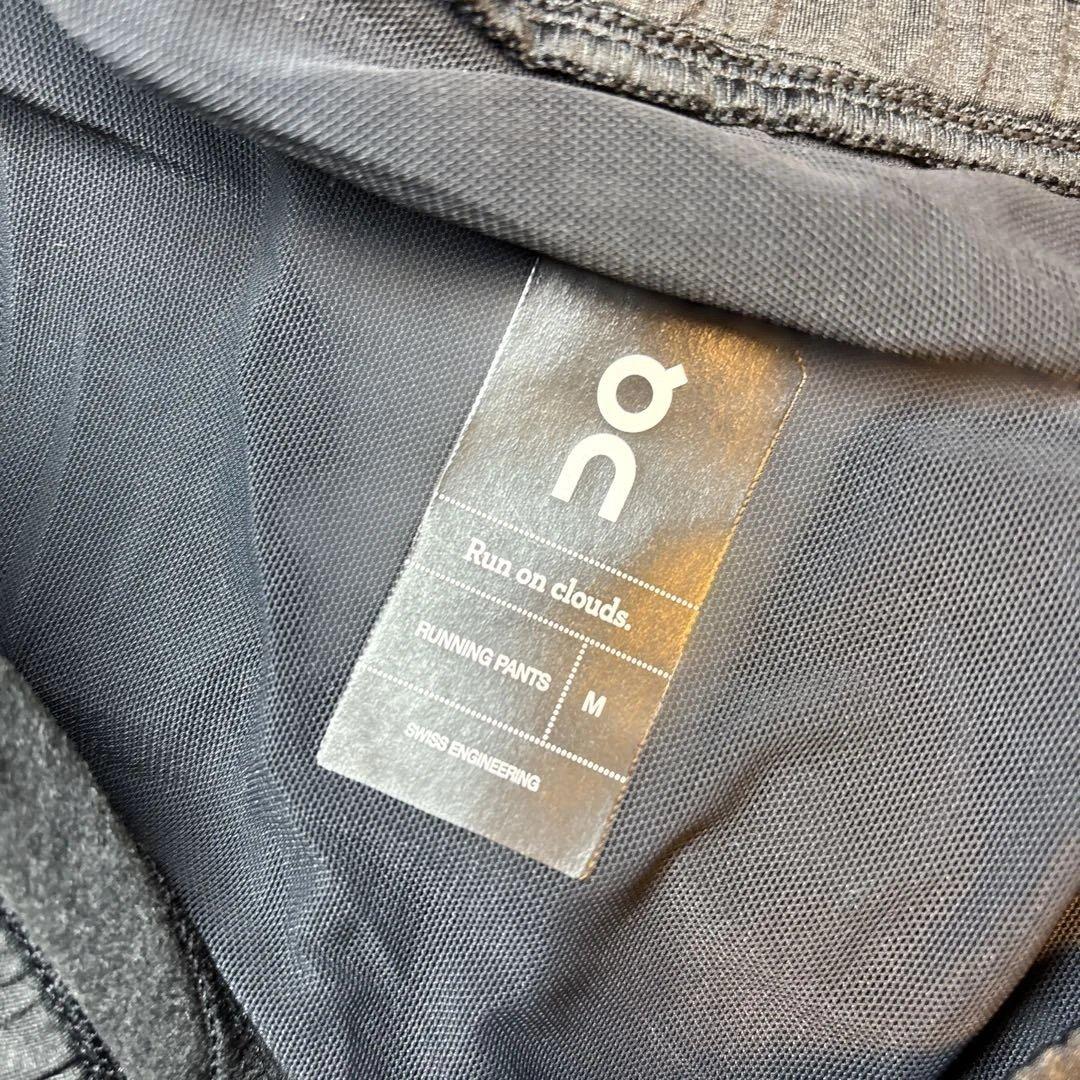 On
Run on clouds.
RUNNING PANTS
M
SWISS ENGINEERING